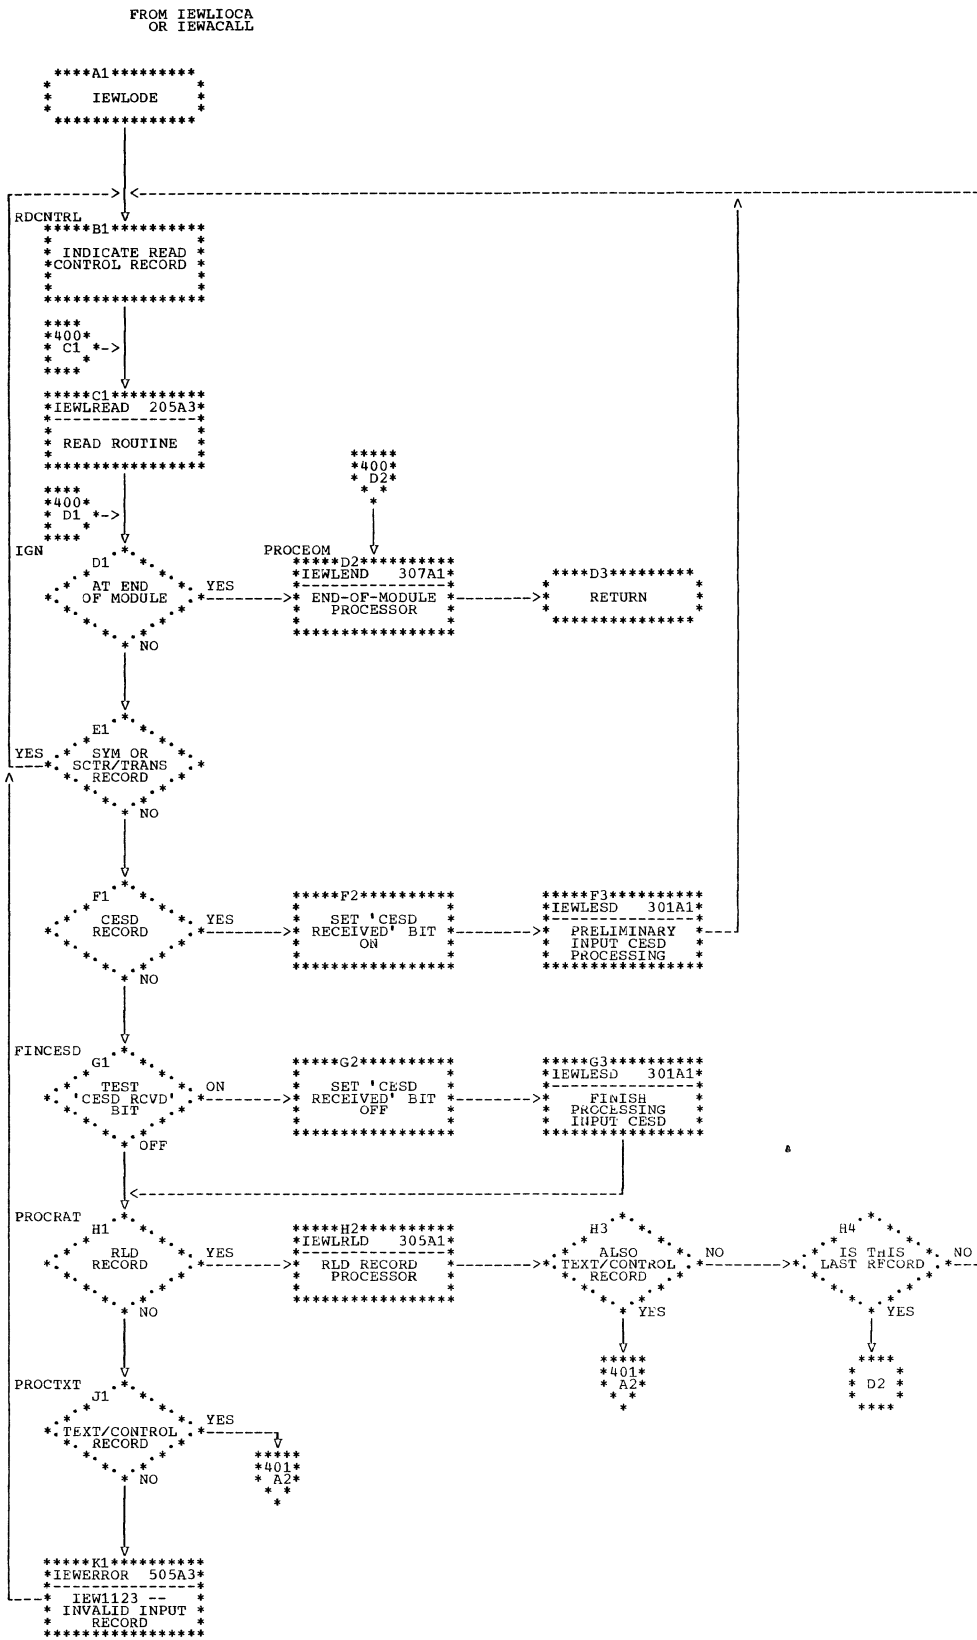 FROM IEWLIOCA
OR IEWACALL
A1
IEWLODE
RDCNTRL
B1
INDICATE READ
CONTROL RECORD
400
C1
C1
IEWLREAD 205A3
READ ROUTINE
400
D2
400
D1
IGN
D1
AT END
OF MODULE
YES
NO
PROCEOM
D2
IEWLEND 307A1
END-OF-MODULE
PROCESSOR
D3
RETURN
E1
YES
SYM OR
SCTR/TRANS
RECORD
NO
F1
CESD
RECORD
YES
NO
F2
SET 'CESD
RECEIVED' BIT
ON
F3
IEWLESD 301A1
PRELIMINARY
INPUT CESD
PROCESSING
FINCESD
G1
TEST
'CESD RCVD'
BIT
ON
OFF
G2
SET 'CESD
RECEIVED' BIT
OFF
G3
IEWLESD 301A1
FINISH
PROCESSING
INPUT CESD
PROCRAT
H1
RLD
RECORD
YES
NO
H2
IEWLRLD 305A1
RLD RECORD
PROCESSOR
H3
ALSO
TEXT/CONTROL
RECORD
NO
YES
H4
IS THIS
LAST RECORD
NO
YES
401
A2
D2
PROCTXT
J1
TEXT/CONTROL
RECORD
YES
NO
401
A2
K1
IEWERROR 505A3
IEW1123 --
INVALID INPUT
RECORD